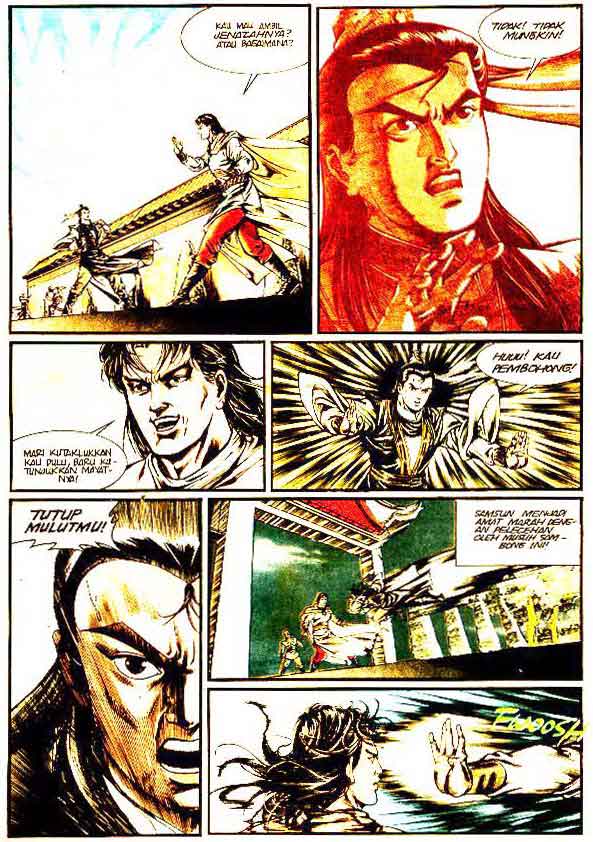 KAU MAU AMBIL
JENAZAHNYA?
ATAU BAGAIMANA?
TIDAK! TIDAK
MUNGKIN!
MARI KUTAKLUKKAN
KAU DULU, BARU KU-
TUNJUKKAN MAYAT-
NYA!
HUUU! KAU
PEMBOHONG!
TUTUP
MULUTMU!
SAMSUN MENJADI
AMAT MARAH DENG-
AN PELECEHAN
OLEH MUSUH SOM-
BONG INI!
FWOOSH